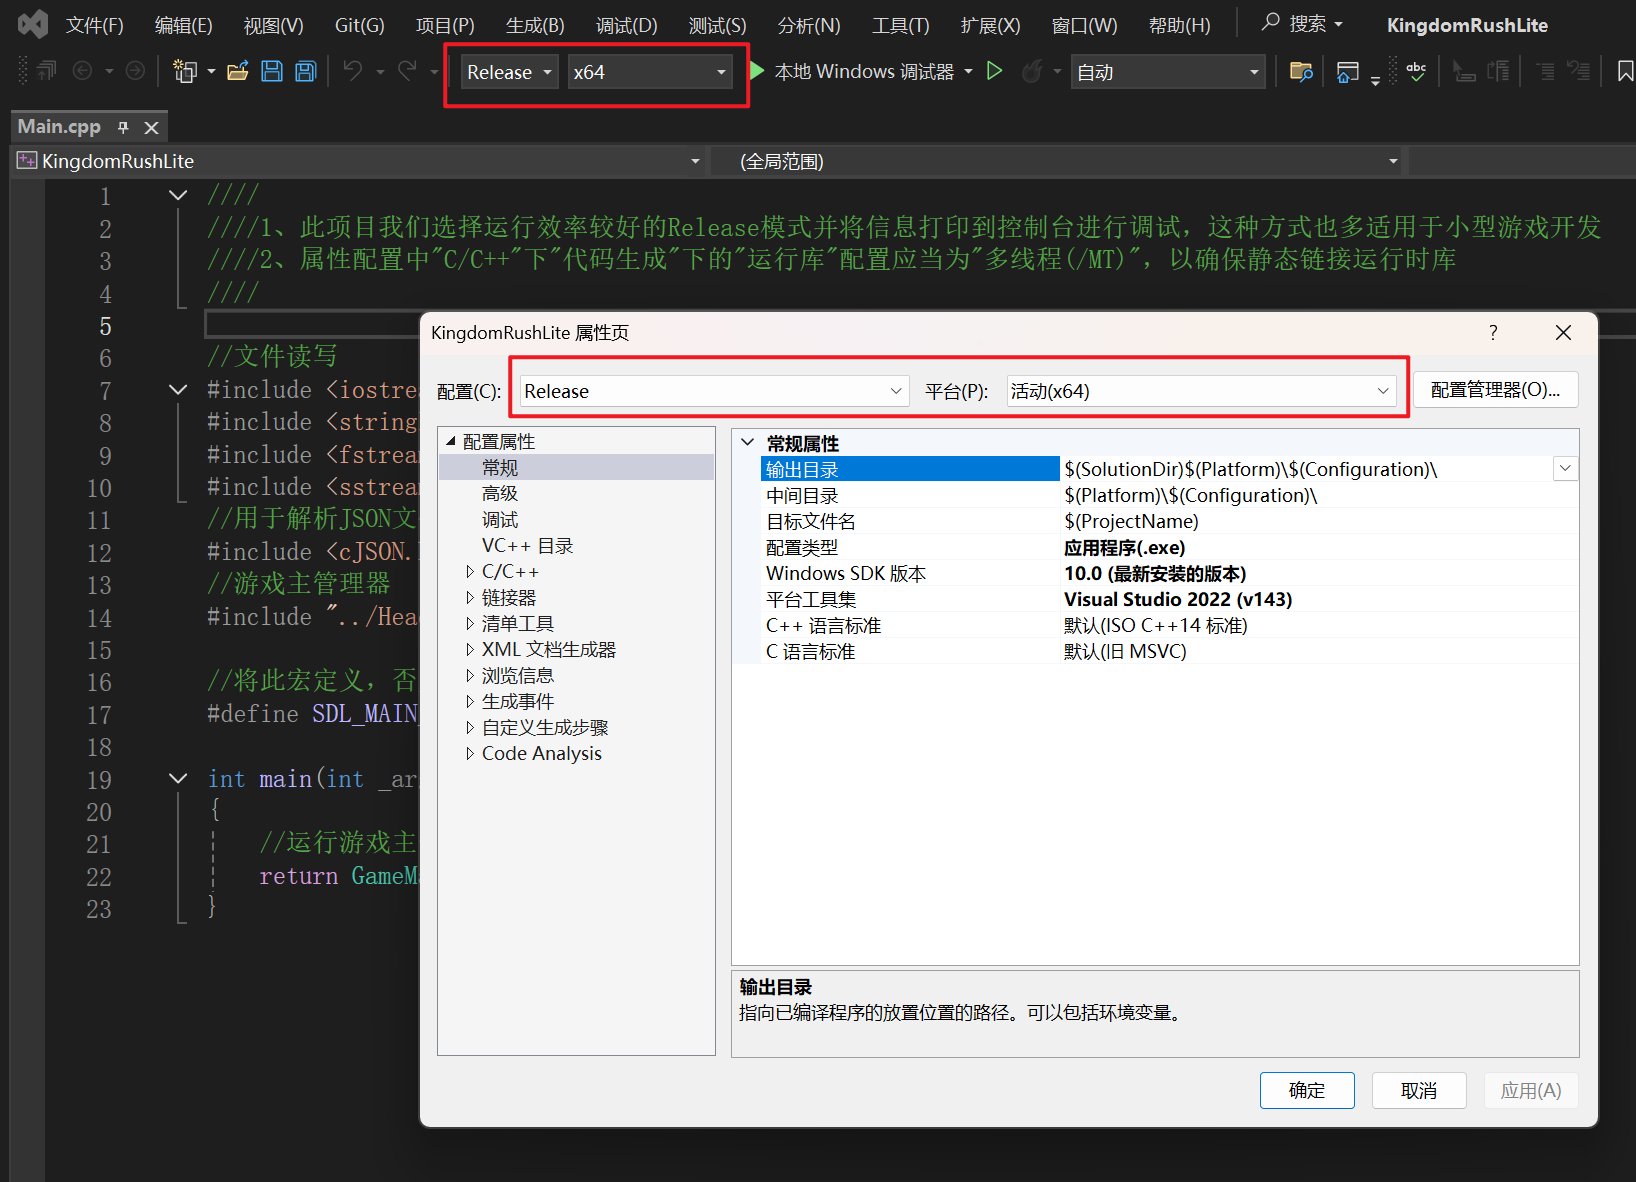 文件(F) 编辑(E) 视图(V) Git(G) 项目(P) 生成(B) 调试(D) 测试(S) 分析(N) 工具(T) 扩展(X) 窗口(W) 帮助(H) 搜索 KingdomRushLite
Release x64 本地 Windows 调试器 自动 abc
Main.cpp
KingdomRushLite (全局范围)
1 ////
2 ////1、此项目我们选择运行效率较好的Release模式并将信息打印到控制台进行调试，这种方式也多适用于小型游戏开发
3 ////2、属性配置中"C/C++"下"代码生成"下的"运行库"配置应当为"多线程(/MT)"，以确保静态链接运行时库
4 ////
5
6 //文件读写
7 #include <iostrea
8 #include <string
9 #include <fstrea
10 #include <sstrea
11 //用于解析JSON文
12 #include <cJSON.
13 //游戏主管理器
14 #include "../Hea
15
16 //将此宏定义，否
17 #define SDL_MAIN_
18
19 int main(int _ar
20 {
21 //运行游戏主
22 return GameMa
23 }
KingdomRushLite 属性页 ?
配置(C): Release 平台(P): 活动(x64) 配置管理器(O)...
配置属性
常规
高级
调试
VC++ 目录
C/C++
链接器
清单工具
XML 文档生成器
浏览信息
生成事件
自定义生成步骤
Code Analysis
常规属性
输出目录 $(SolutionDir)$(Platform)\$(Configuration)\
中间目录 $(Platform)\$(Configuration)\
目标文件名 $(ProjectName)
配置类型 应用程序(.exe)
Windows SDK 版本 10.0 (最新安装的版本)
平台工具集 Visual Studio 2022 (v143)
C++ 语言标准 默认(ISO C++14 标准)
C 语言标准 默认(旧 MSVC)
输出目录
指向已编译程序的放置位置的路径。可以包括环境变量。
确定 取消 应用(A)